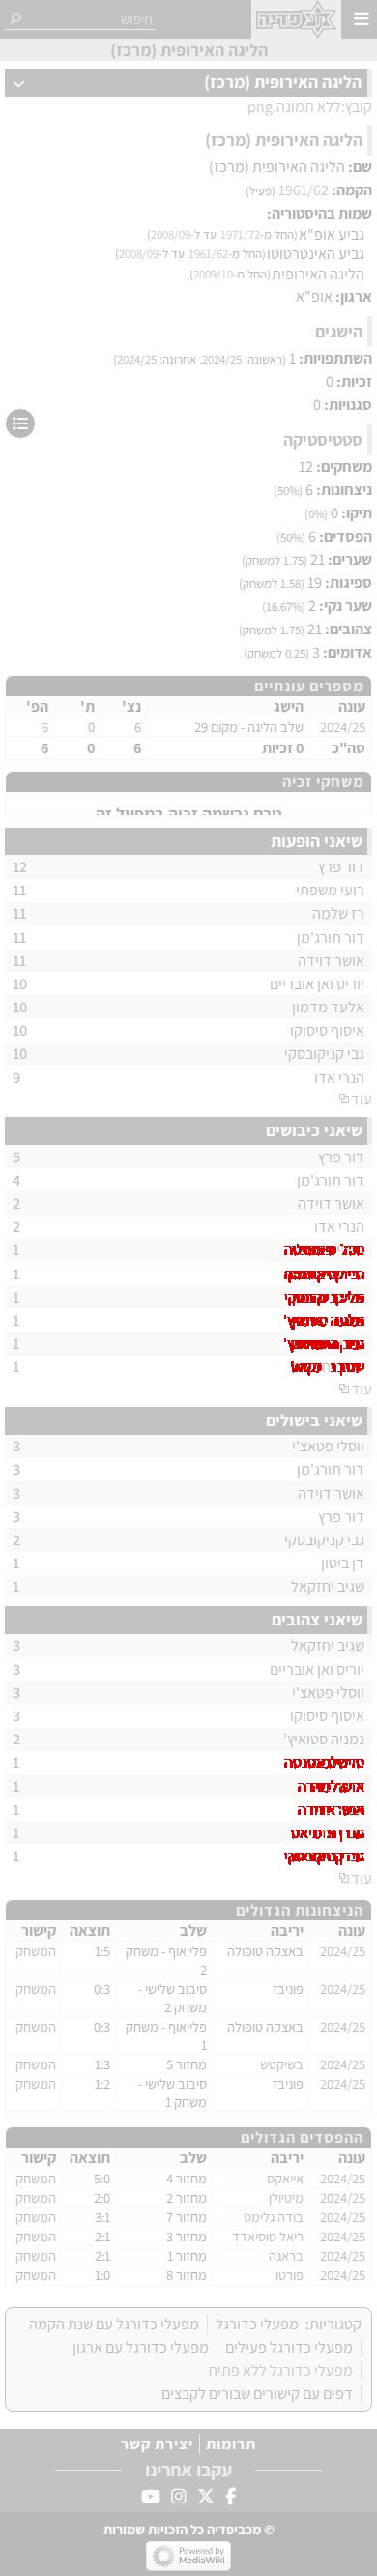 חיפוש
מכביפדיה
הליגה האירופית (מרכז)
הליגה האירופית (מרכז)
קובץ:ללא תמונה.png
הליגה האירופית (מרכז)
שם: הליגה האירופית (מרכז)
הקמה: 1961/62 (פעיל)
שמות בהיסטוריה:
גביע אופ"א (החל מ-1971/72 עד ל-2008/09)
גביע האינטרטוטו (החל מ-1961/62 עד ל-2008/09)
הליגה האירופית (החל מ-2009/10)
ארגון: אופ"א
הישגים
השתתפויות: 1 (ראשונה: 2024/25. אחרונה: 2024/25)
זכיות: 0
סגנויות: 0
סטטיסטיקה
משחקים: 12
ניצחונות: 6 (50%)
תיקו: 0 (0%)
הפסדים: 6 (50%)
שערים: 21 (1.75 למשחק)
ספיגות: 19 (1.58 למשחק)
שער נקי: 2 (16.67%)
צהובים: 21 (1.75 למשחק)
אדומים: 3 (0.25 למשחק)
מספרים עונתיים
עונה הישג נצ' ת' הפ'
2024/25 שלב הליגה - מקום 29 6 0 6
סה"כ 0 זכיות 6 0 6
משחקי זכיה
טרם נרשמה זכיה במפעל זה
שיאני הופעות
דור פרץ 12
רועי משפתי 11
רז שלמה 11
דור תורג'מן 11
אושר דוידה 11
יוריס ואן אובריים 10
אלעד מדמון 10
איסוף סיסוקו 10
גבי קניקובסקי 10
הנרי אדו 9
עוד
שיאני כיבושים
דור פרץ 5
דור תורג'מן 4
אושר דוידה 2
הנרי אדו 2
1
1
1
1
1
1
עוד
שיאני בישולים
ווסלי פטאצ'י 3
דור תורג'מן 3
אושר דוידה 3
דור פרץ 3
גבי קניקובסקי 2
דן ביטון 1
שגיב יחזקאל 1
שיאני צהובים
שגיב יחזקאל 3
יוריס ואן אובריים 3
ווסלי פטאצ'י 3
איסוף סיסוקו 3
נמניה סטויאץ' 2
1
1
1
1
1
עוד
הניצחונות הגדולים
עונה יריבה שלב תוצאה קישור
2024/25 באצקה טופולה פלייאוף - משחק 1:5 המשחק
2
2024/25 פוניבז סיבוב שלישי - 0:3 המשחק
משחק 2
2024/25 באצקה טופולה פלייאוף - משחק 0:3 המשחק
1
2024/25 בשיקטש מחזור 5 1:3 המשחק
2024/25 פוניבז סיבוב שלישי - 1:2 המשחק
משחק 1
ההפסדים הגדולים
עונה יריבה שלב תוצאה קישור
2024/25 אייאקס מחזור 4 5:0 המשחק
2024/25 מיטיולן מחזור 2 2:0 המשחק
2024/25 בודה גלימט מחזור 7 3:1 המשחק
2024/25 ריאל סוסיאדד מחזור 3 2:1 המשחק
2024/25 בראגה מחזור 1 2:1 המשחק
2024/25 פורטו מחזור 8 1:0 המשחק
קטגוריות: מפעלי כדורגל | מפעלי כדורגל עם שנת הקמה
| מפעלי כדורגל פעילים | מפעלי כדורגל עם ארגון
| מפעלי כדורגל ללא פתיח
| דפים עם קישורים שבורים לקבצים
תרומות | יצירת קשר
עקבו אחרינו
© מכביפדיה כל הזכויות שמורות
Powered by
MediaWiki